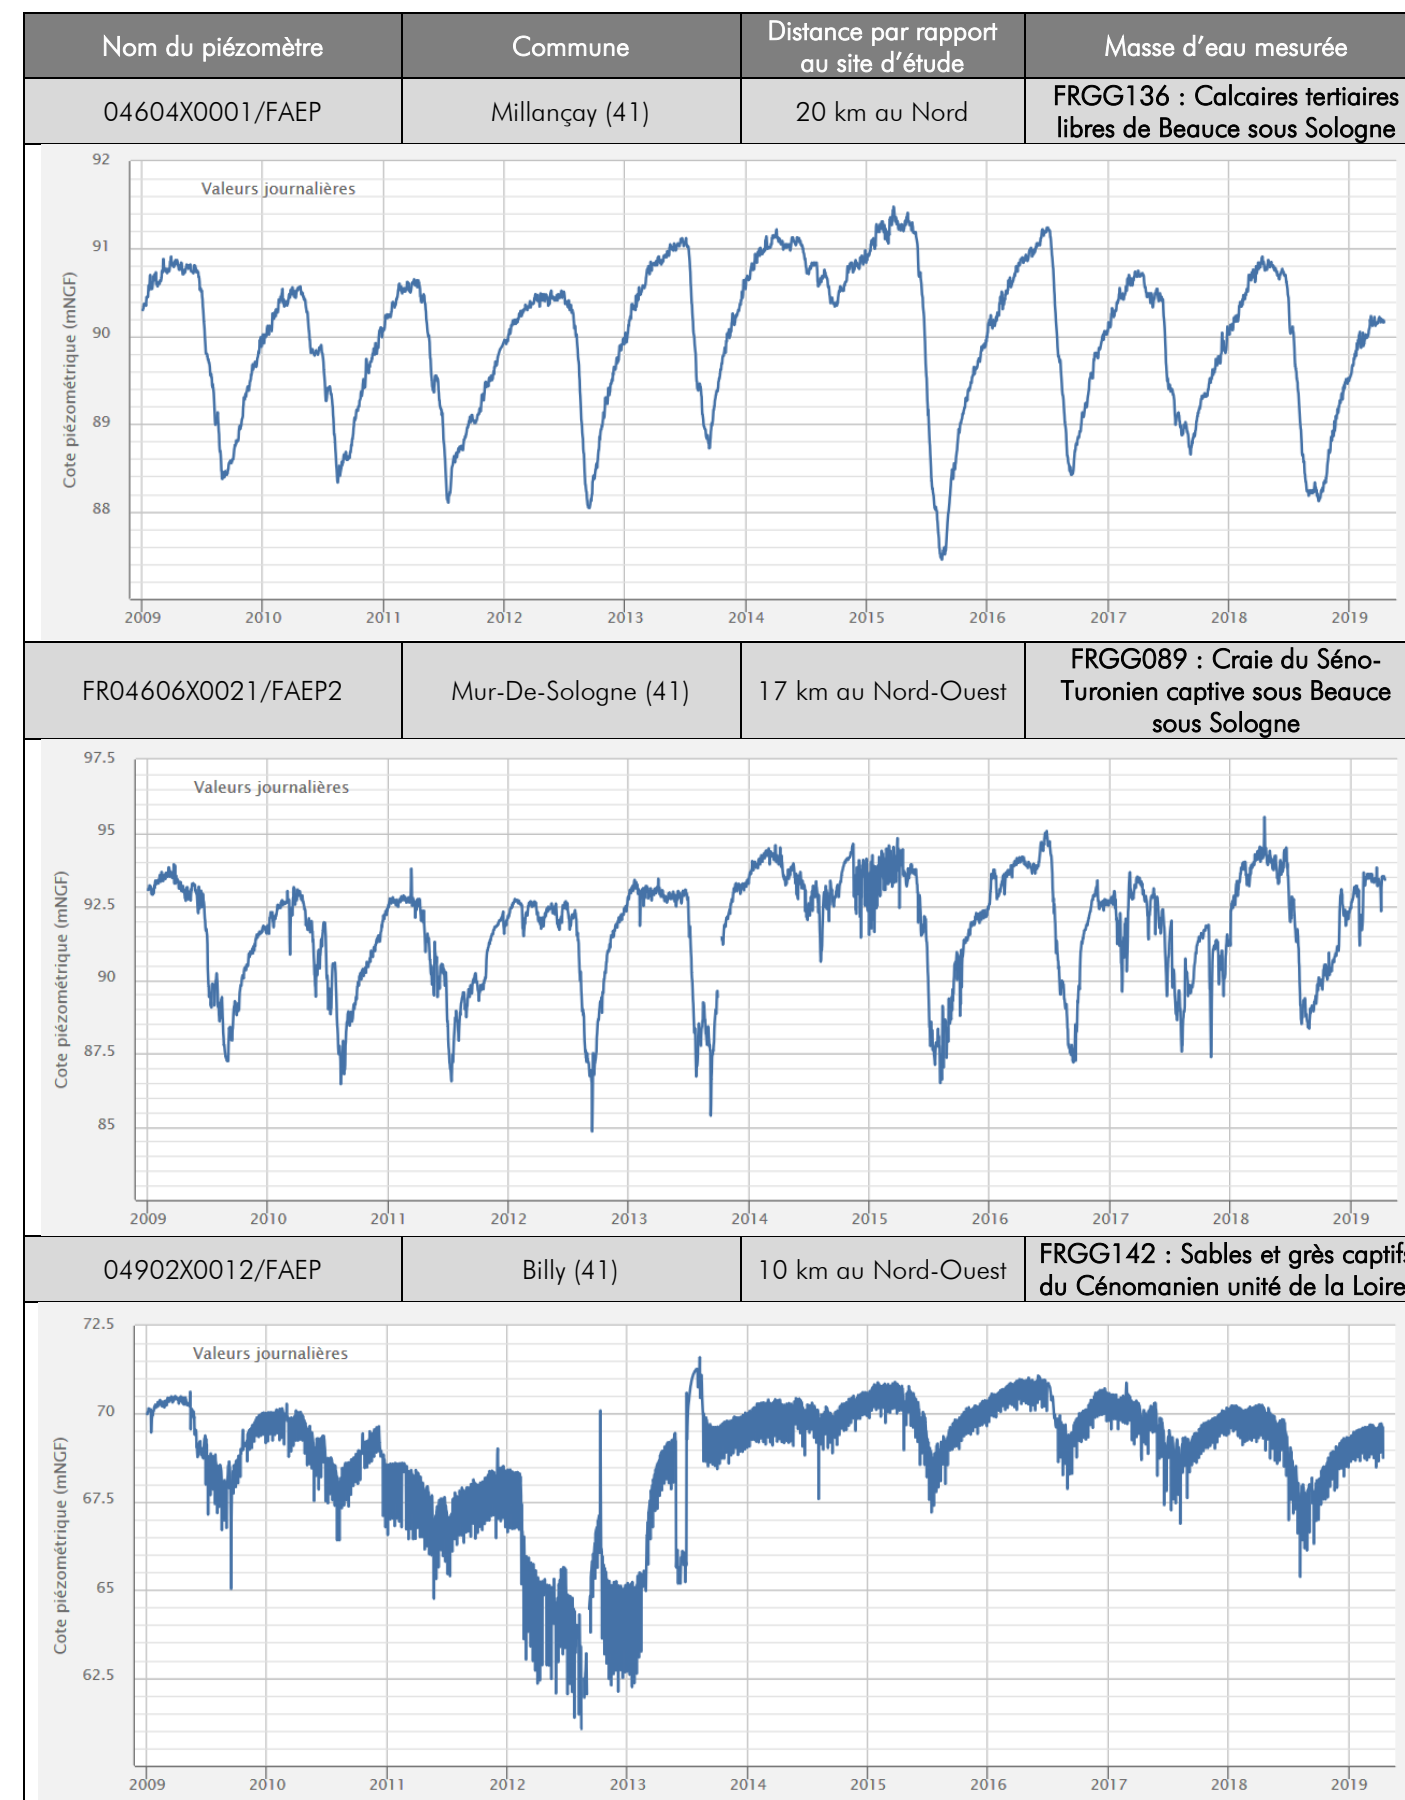 Nom du piézomètre
Commune
Distance par rapport
au site d’étude
Masse d’eau mesurée
04604X0001/FAEP
Millançay (41)
20 km au Nord
FRGG136 : Calcaires tertiaires
libres de Beauce sous Sologne
92
91
90
89
88
Cote piézométrique (mNGF)
Valeurs journalières
2009 2010 2011 2012 2013 2014 2015 2016 2017 2018 2019
FR04606X0021/FAEP2
Mur-De-Sologne (41)
17 km au Nord-Ouest
FRGG089 : Craie du Séno-
Turonien captive sous Beauce
sous Sologne
97.5
95
92.5
90
87.5
85
Cote piézométrique (mNGF)
Valeurs journalières
2009 2010 2011 2012 2013 2014 2015 2016 2017 2018 2019
04902X0012/FAEP
Billy (41)
10 km au Nord-Ouest
FRGG142 : Sables et grès captifs
du Cénomanien unité de la Loire
72.5
70
67.5
65
62.5
Cote piézométrique (mNGF)
Valeurs journalières
2009 2010 2011 2012 2013 2014 2015 2016 2017 2018 2019